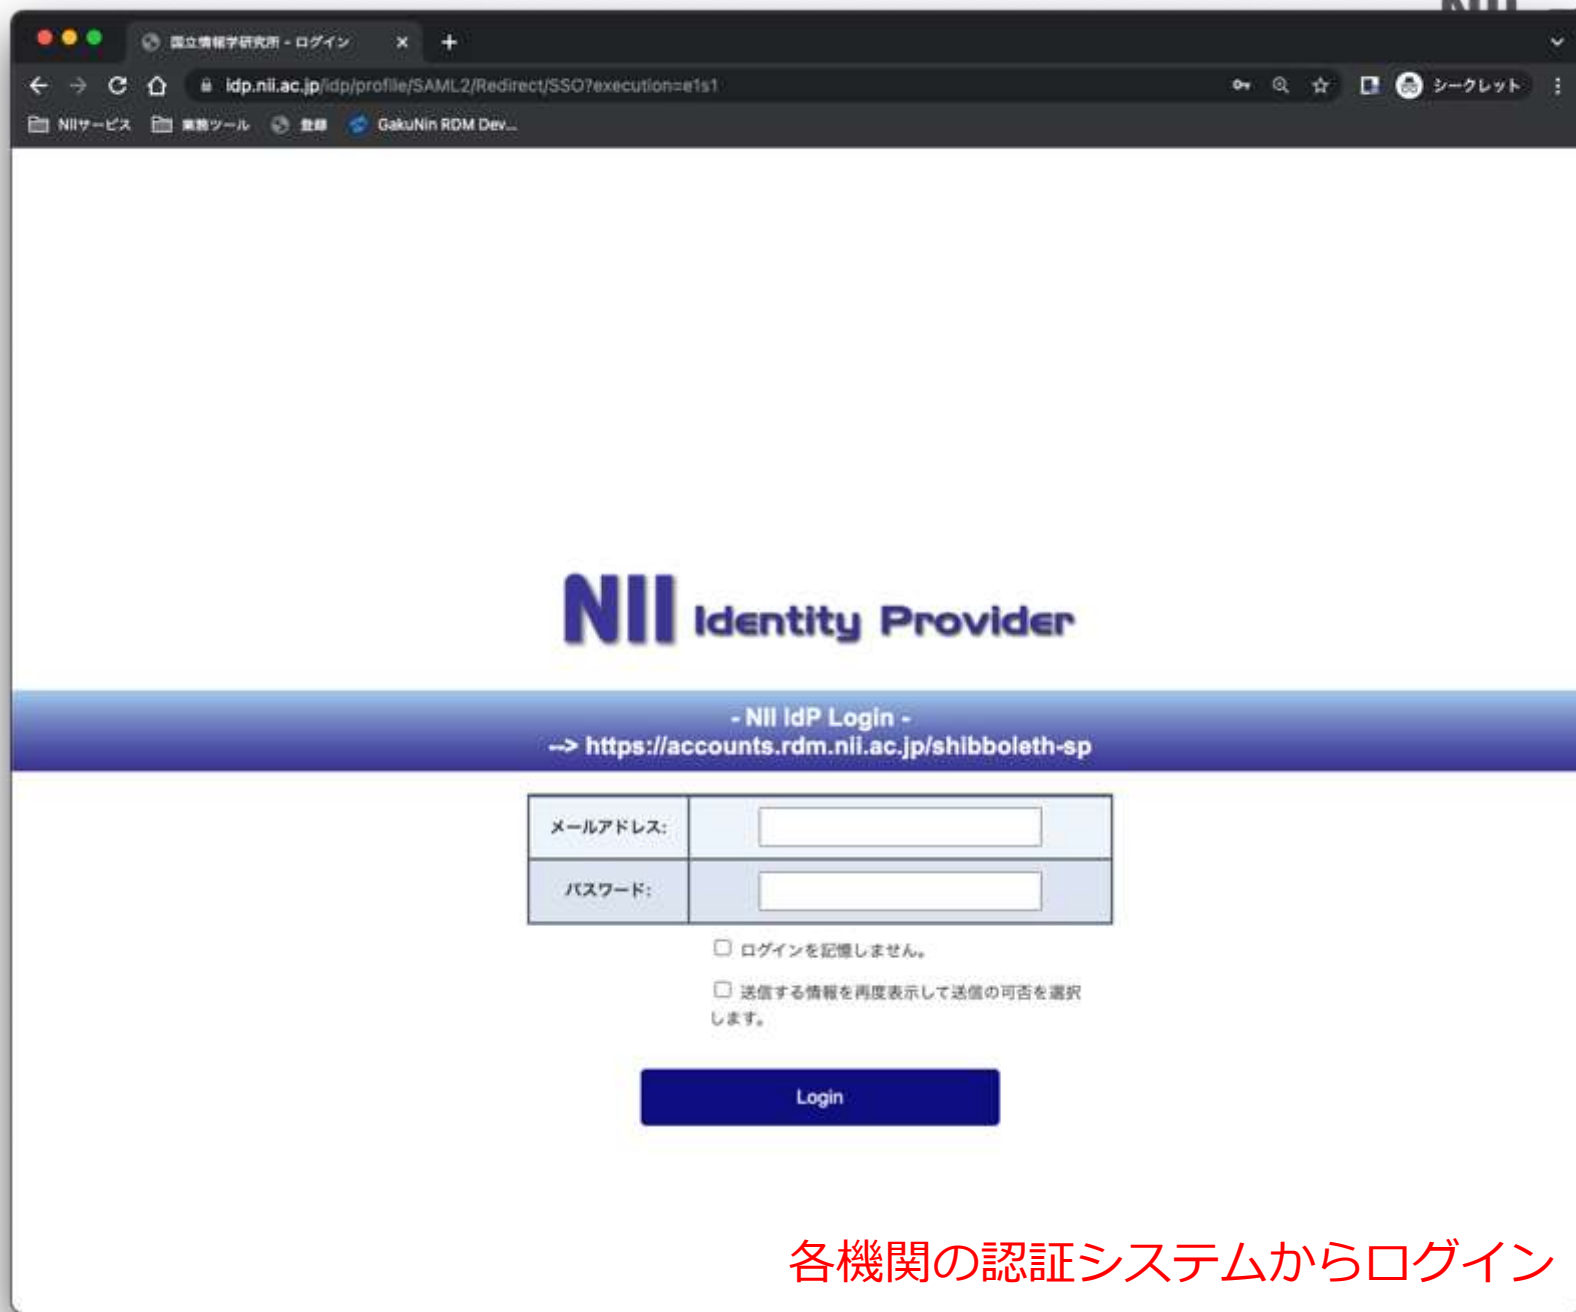 国立情報学研究所 - ログイン
idp.nii.ac.jp/idp/profile/SAML2/Redirect/SSO?execution=e1s1
シークレット
NIIサービス 業務ツール 登録 GakuNin RDM Dev...
NII Identity Provider
- NII IdP Login -
--> https://accounts.rdm.nii.ac.jp/shibboleth-sp
メールアドレス:
パスワード:
ログインを記憶しません。
送信する情報を再度表示して送信の可否を選択
します。
Login
各機関の認証システムからログイン